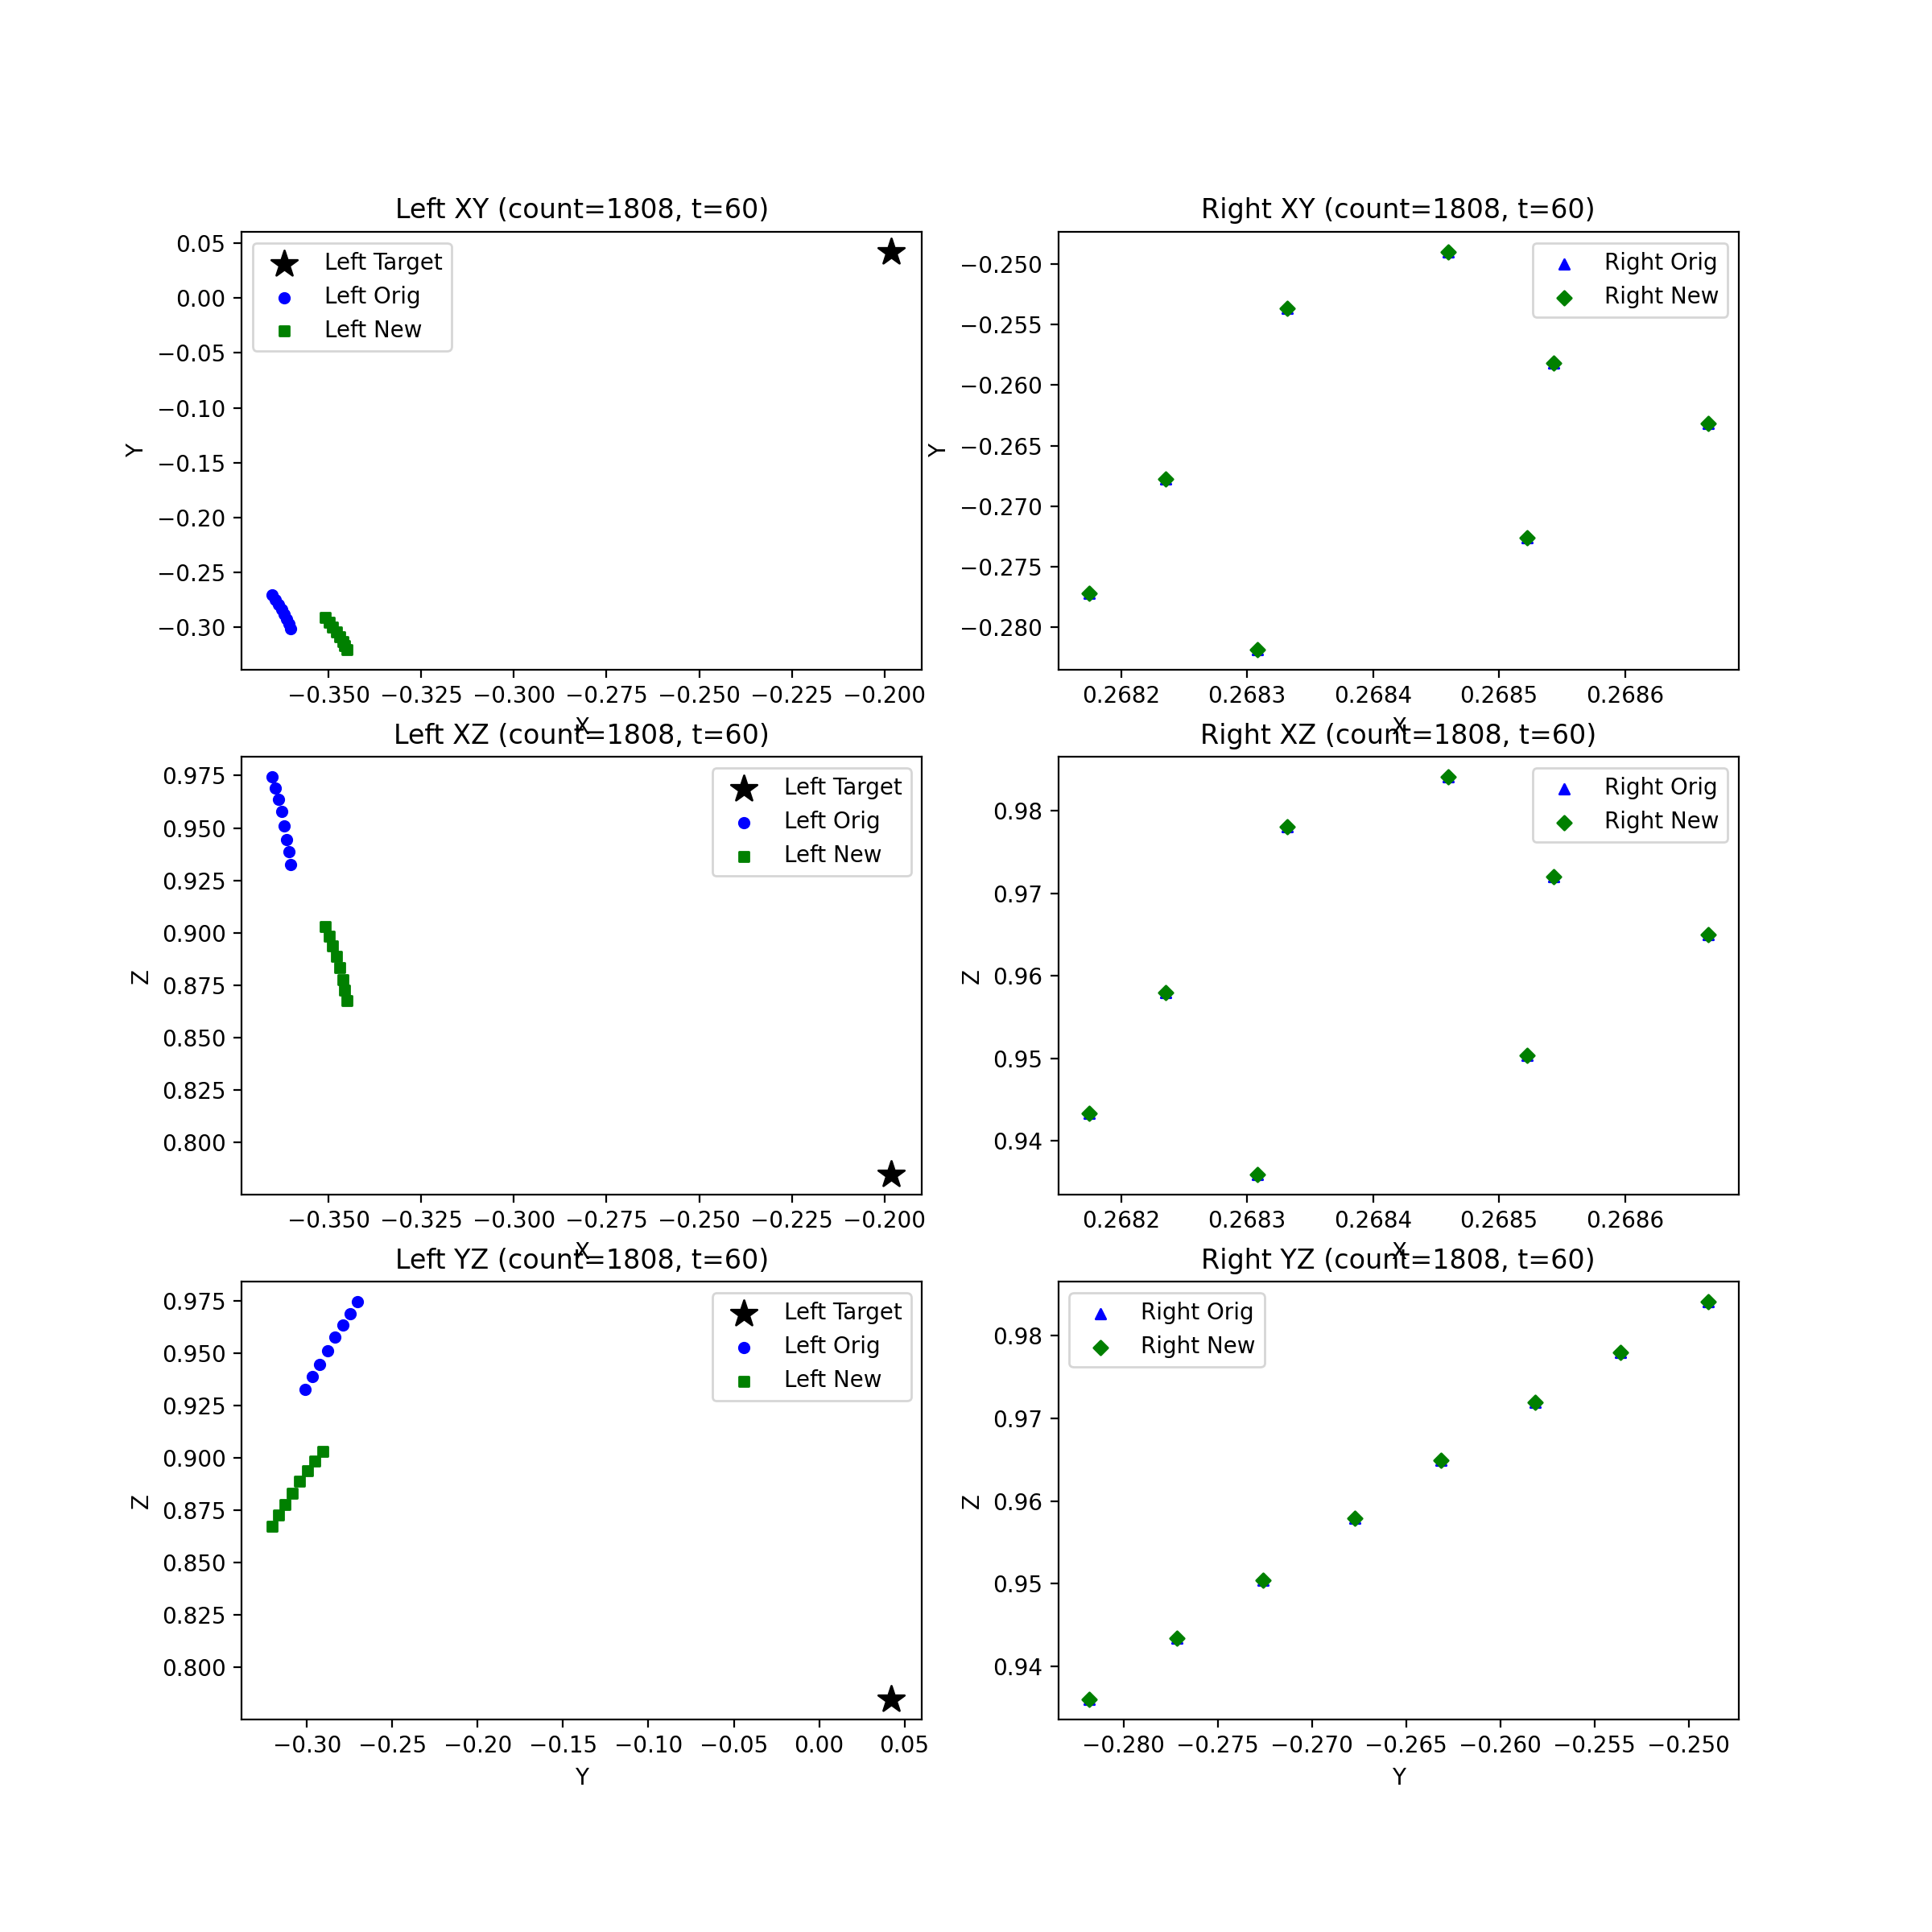 Left XY (count=1808, t=60)
Left Target
Left Orig
Left New
0.05
0.00
−0.05
−0.10
−0.15
−0.20
−0.25
−0.30
Y
−0.350 −0.325 −0.300 −0.275 −0.250 −0.225 −0.200
X
Right XY (count=1808, t=60)
Right Orig
Right New
−0.250
−0.255
−0.260
−0.265
−0.270
−0.275
−0.280
Y
0.2682 0.2683 0.2684 0.2685 0.2686
X
Left XZ (count=1808, t=60)
Left Target
Left Orig
Left New
0.975
0.950
0.925
0.900
0.875
0.850
0.825
0.800
Z
−0.350 −0.325 −0.300 −0.275 −0.250 −0.225 −0.200
X
Right XZ (count=1808, t=60)
Right Orig
Right New
0.98
0.97
0.96
0.95
0.94
Z
0.2682 0.2683 0.2684 0.2685 0.2686
X
Left YZ (count=1808, t=60)
Left Target
Left Orig
Left New
0.975
0.950
0.925
0.900
0.875
0.850
0.825
0.800
Z
−0.30 −0.25 −0.20 −0.15 −0.10 −0.05 0.00 0.05
Y
Right YZ (count=1808, t=60)
Right Orig
Right New
0.98
0.97
0.96
0.95
0.94
Z
−0.280 −0.275 −0.270 −0.265 −0.260 −0.255 −0.250
Y